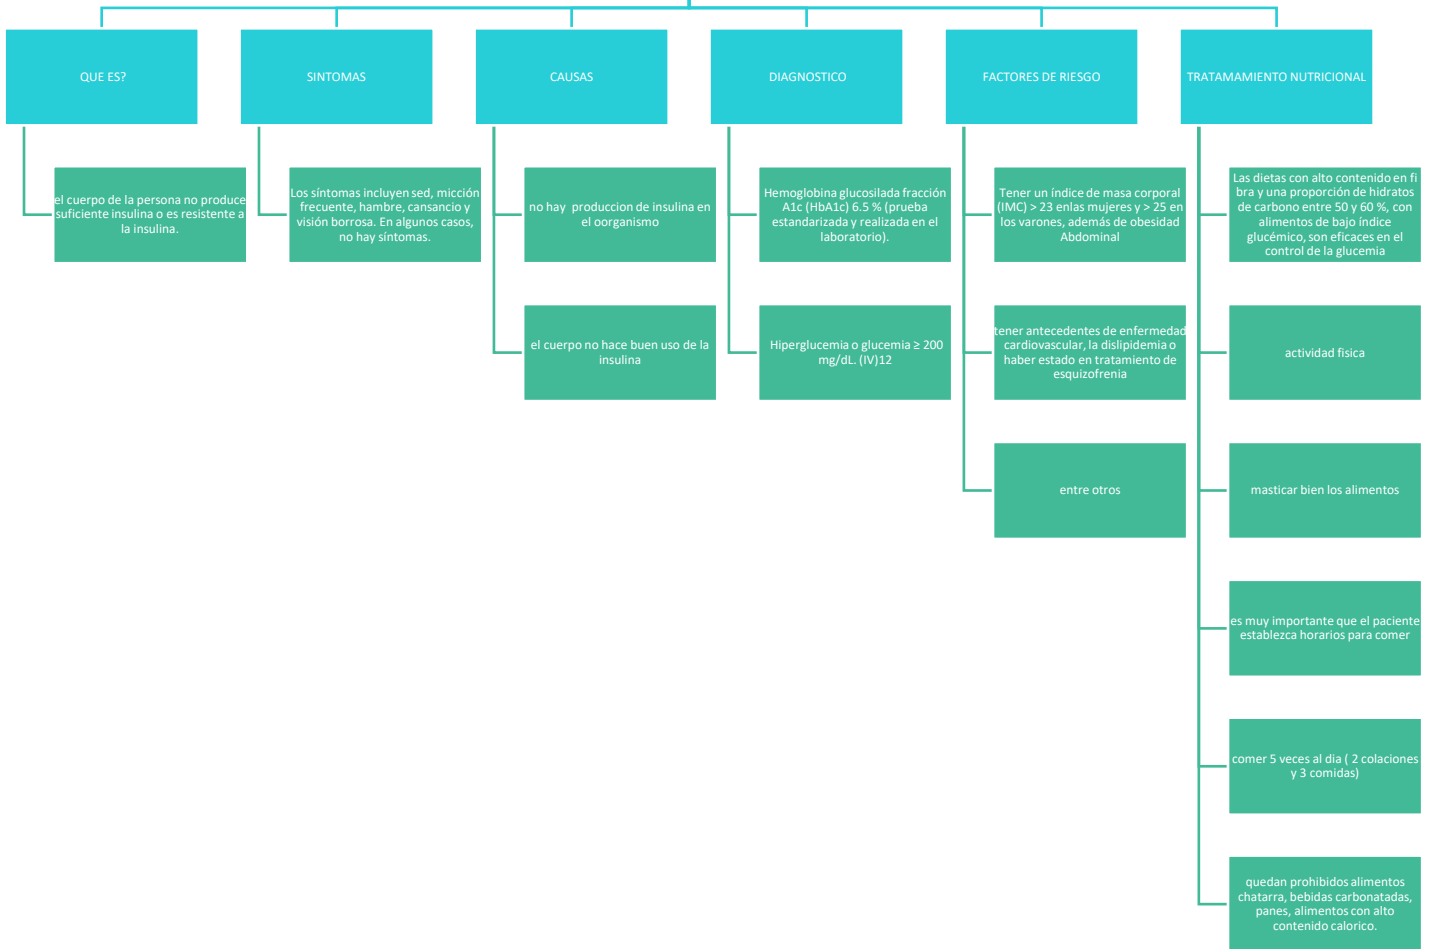 QUE ES?
el cuerpo de la persona no produce
suficiente insulina o es resistente a
la insulina.
SINTOMAS
Los síntomas incluyen sed, micción
frecuente, hambre, cansancio y
visión borrosa. En algunos casos,
no hay síntomas.
CAUSAS
no hay  produccion de insulina en
el oorganismo
el cuerpo no hace buen uso de la
insulina
DIAGNOSTICO
Hemoglobina glucosilada fracción
A1c (HbA1c) 6.5 % (prueba
estandarizada y realizada en el
laboratorio).
Hiperglucemia o glucemia ≥ 200
mg/dL. (IV)12
FACTORES DE RIESGO
Tener un índice de masa corporal
(IMC) > 23 enlas mujeres y > 25 en
los varones, además de obesidad
Abdominal
tener antecedentes de enfermedad
cardiovascular, la dislipidemia o
haber estado en tratamiento de
esquizofrenia
entre otros
TRATAMAMIENTO NUTRICIONAL
Las dietas con alto contenido en fi
bra y una proporción de hidratos
de carbono entre 50 y 60 %, con
alimentos de bajo índice
glucémico, son eficaces en el
control de la glucemia
actividad fisica
masticar bien los alimentos
es muy importante que el paciente
establezca horarios para comer
comer 5 veces al dia ( 2 colaciones
y 3 comidas)
quedan prohibidos alimentos
chatarra, bebidas carbonatadas,
panes, alimentos con alto
contenido calorico.